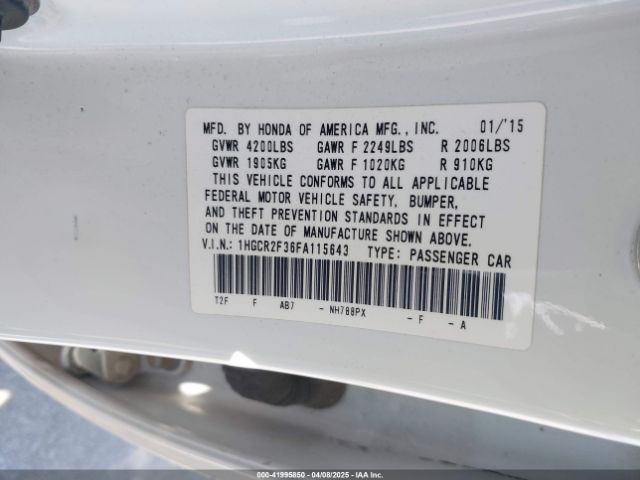 MFD. BY HONDA OF AMERICA MFG., INC. 01/'15
GVWR 4200LBS GAWR F 2249LBS R 2006LBS
GVWR 1905KG GAWR F 1020KG R 910KG
THIS VEHICLE CONFORMS TO ALL APPLICABLE
FEDERAL MOTOR VEHICLE SAFETY, BUMPER,
AND THEFT PREVENTION STANDARDS IN EFFECT
ON THE DATE OF MANUFACTURE SHOWN ABOVE.
V.I.N.: 1HGCR2F36FA115643 TYPE: PASSENGER CAR
T2F F AB7 - NH788PX - F - A
00-41995850 - 04/08/2025 - IAA Inc.